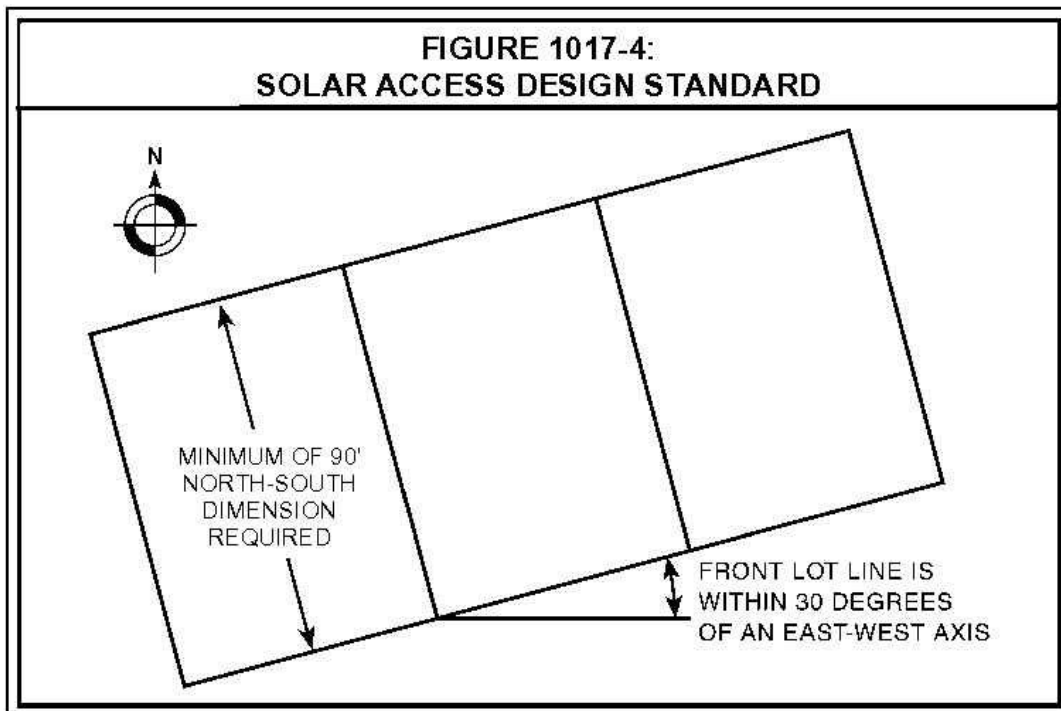 FIGURE 1017-4:
SOLAR ACCESS DESIGN STANDARD
N
MINIMUM OF 90'
NORTH-SOUTH
DIMENSION
REQUIRED
FRONT LOT LINE IS
WITHIN 30 DEGREES
OF AN EAST-WEST AXIS